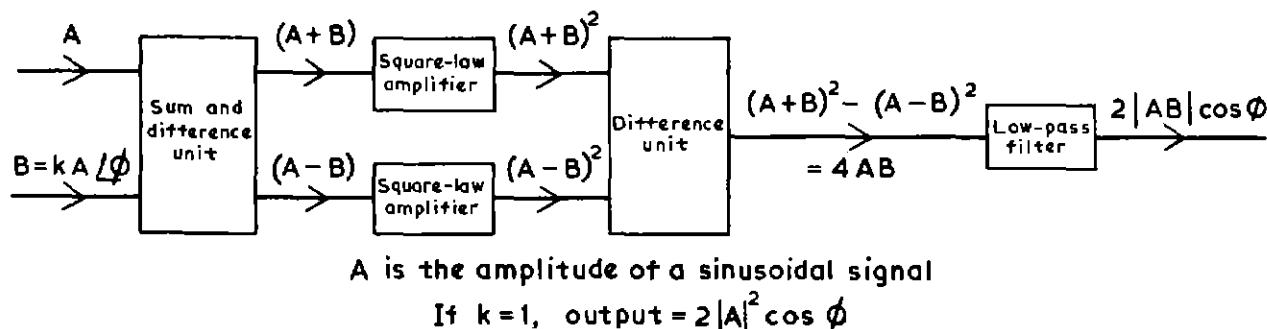 A
(A+B)
(A+B)²
Square-law
amplifier
Sum and
difference
unit
Difference
unit
(A+B)² - (A-B)²
= 4AB
Low-pass
filter
2|AB|cos ϕ
B=kA∠ϕ
(A-B)
(A-B)²
Square-law
amplifier
A is the amplitude of a sinusoidal signal
If k=1, output = 2|A|² cos ϕ